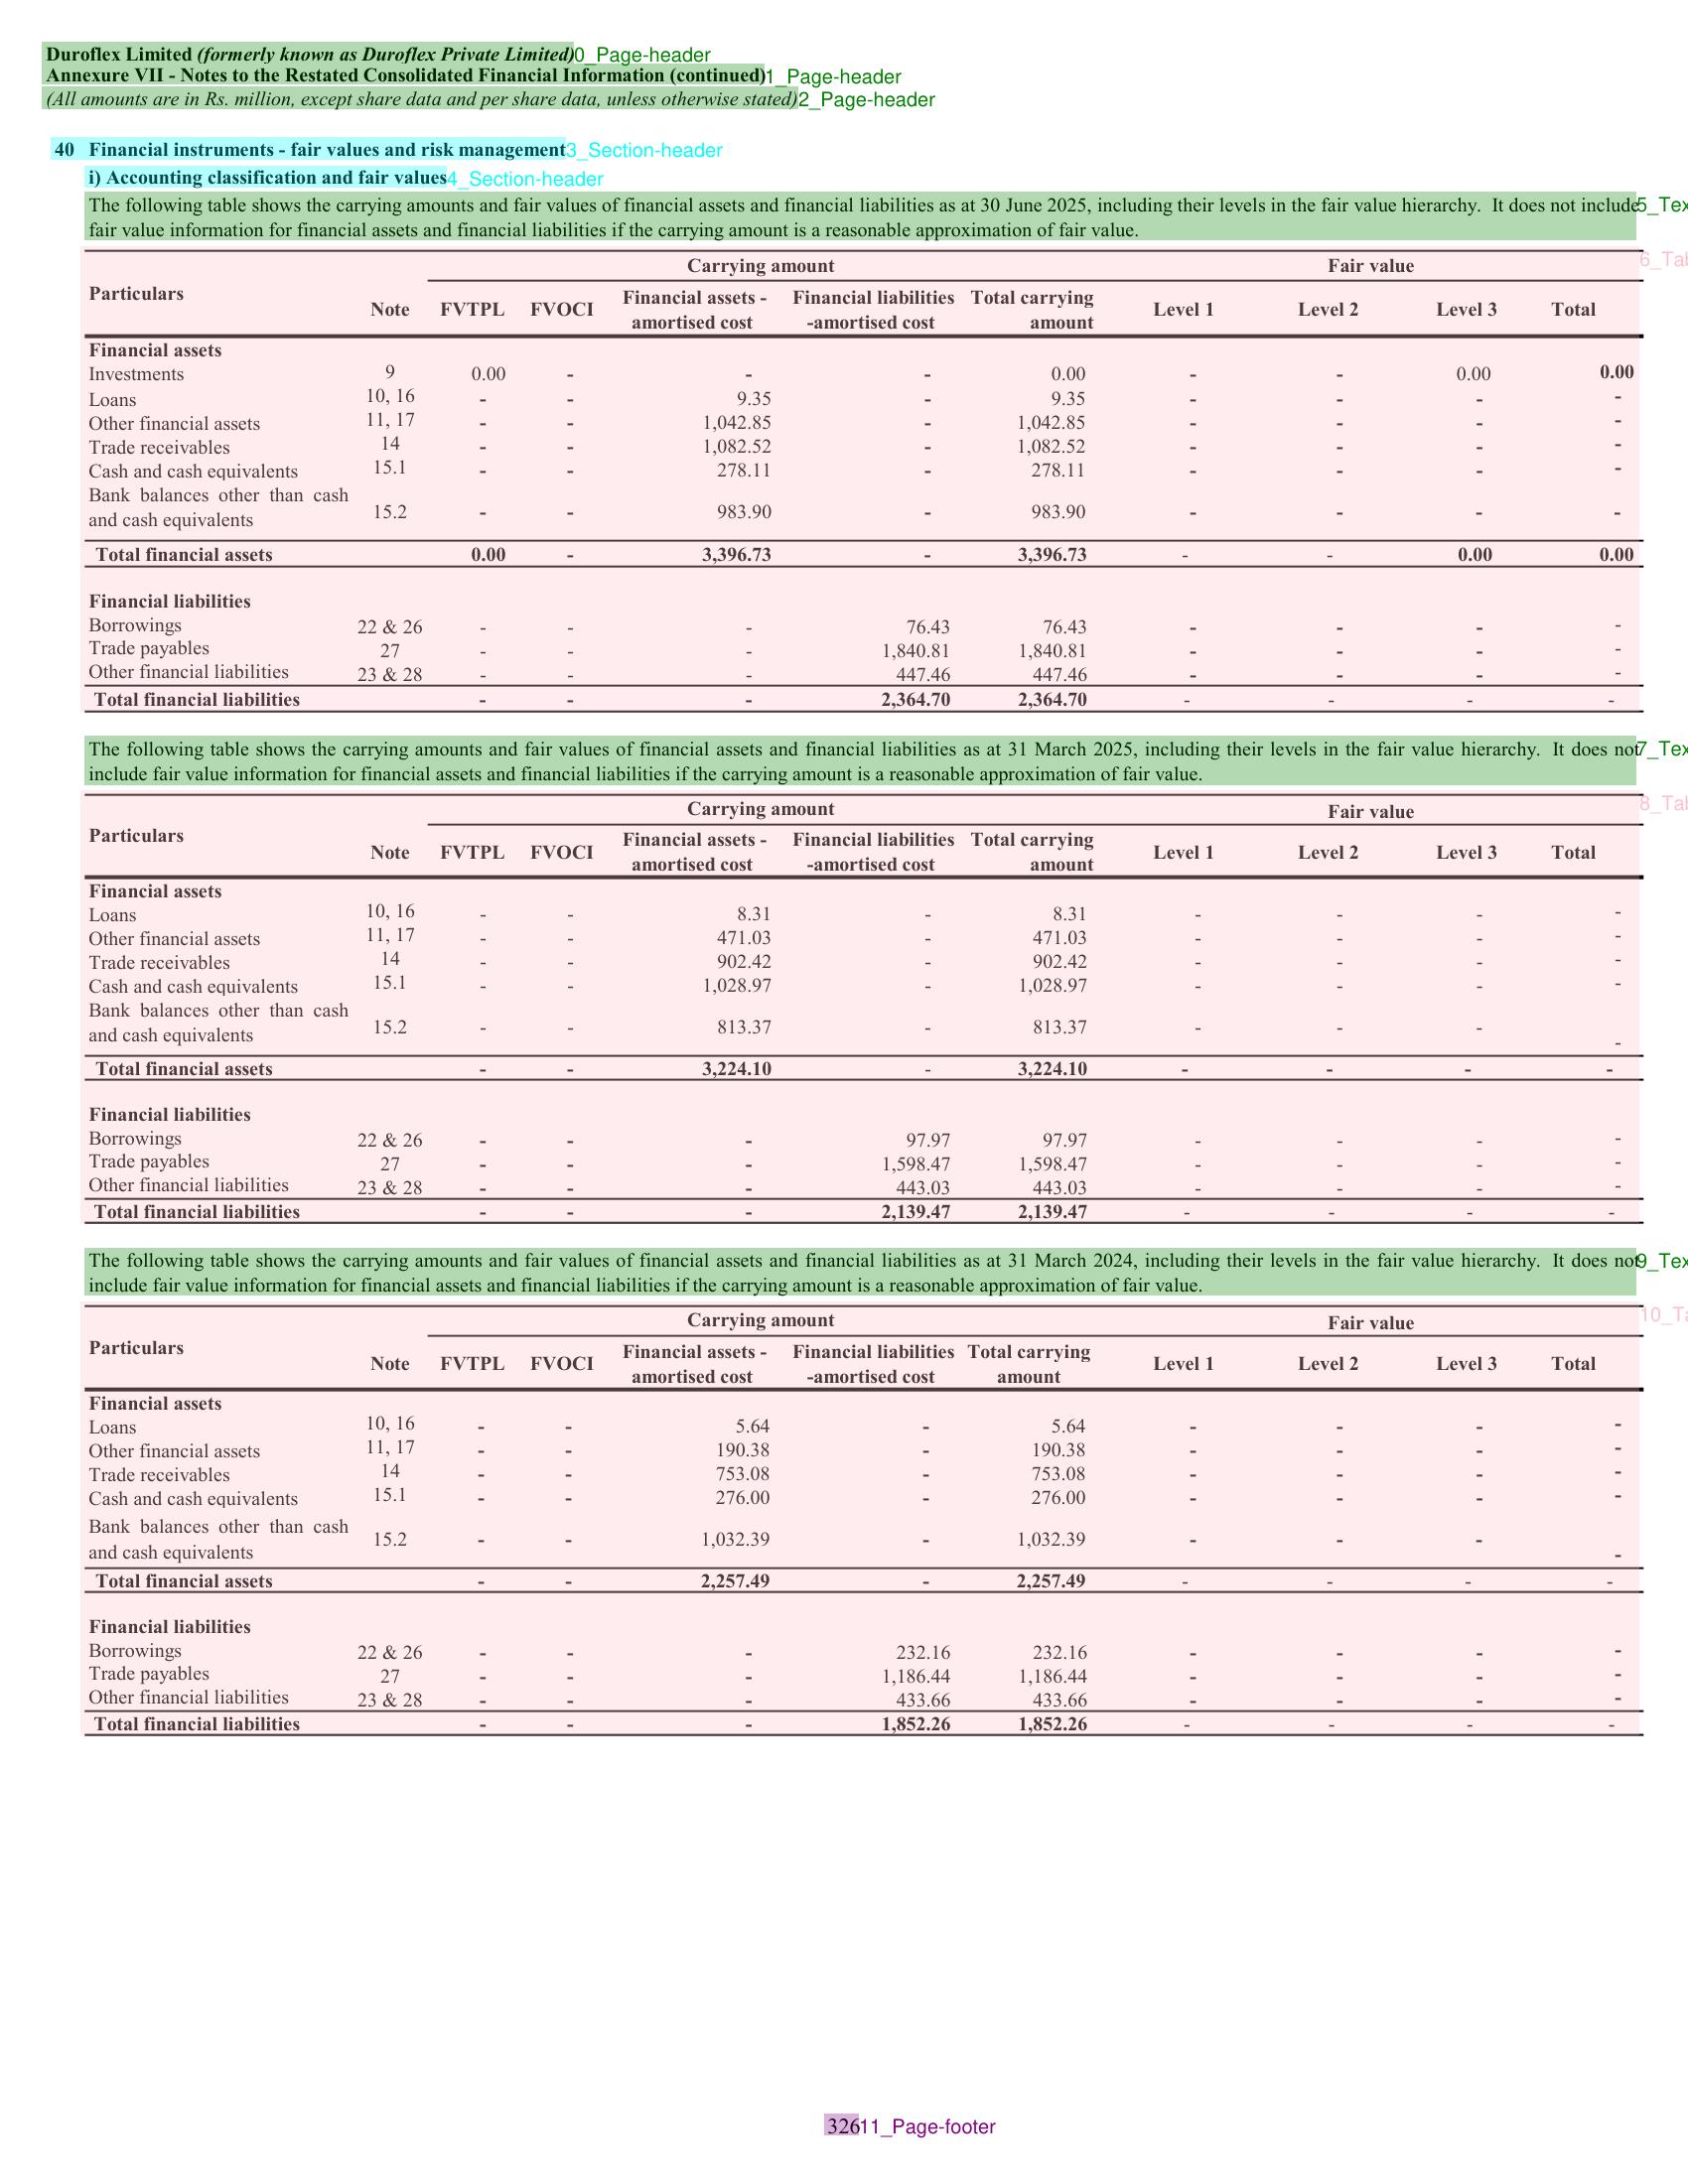 Duroflex Limited (formerly known as Duroflex Private Limited)0_Page-header
Annexure VII - Notes to the Restated Consolidated Financial Information (continued)1_Page-header
(All amounts are in Rs. million, except share data and per share data, unless otherwise stated)2_Page-header
40 Financial instruments - fair values and risk management3_Section-header
i) Accounting classification and fair values4_Section-header
The following table shows the carrying amounts and fair values of financial assets and financial liabilities as at 30 June 2025, including their levels in the fair value hierarchy. It does not include5_Tex
fair value information for financial assets and financial liabilities if the carrying amount is a reasonable approximation of fair value.
6_Tab
Carrying amount Fair value
Particulars Note FVTPL FVOCI Financial assets - Financial liabilities Total carrying Level 1 Level 2 Level 3 Total
amortised cost -amortised cost amount
Financial assets
Investments 9 0.00 - - - 0.00 - - 0.00 0.00
Loans 10, 16 - - 9.35 - 9.35 - - - -
Other financial assets 11, 17 - - 1,042.85 - 1,042.85 - - - -
Trade receivables 14 - - 1,082.52 - 1,082.52 - - - -
Cash and cash equivalents 15.1 - - 278.11 - 278.11 - - - -
Bank balances other than cash
and cash equivalents 15.2 - - 983.90 - 983.90 - - - -
Total financial assets 0.00 - 3,396.73 - 3,396.73 - - 0.00 0.00
Financial liabilities
Borrowings 22 & 26 - - - 76.43 76.43 - - - -
Trade payables 27 - - - 1,840.81 1,840.81 - - - -
Other financial liabilities 23 & 28 - - - 447.46 447.46 - - - -
Total financial liabilities - - - 2,364.70 2,364.70 - - - -
The following table shows the carrying amounts and fair values of financial assets and financial liabilities as at 31 March 2025, including their levels in the fair value hierarchy. It does not7_Tex
include fair value information for financial assets and financial liabilities if the carrying amount is a reasonable approximation of fair value.
8_Tab
Carrying amount Fair value
Particulars Note FVTPL FVOCI Financial assets - Financial liabilities Total carrying Level 1 Level 2 Level 3 Total
amortised cost -amortised cost amount
Financial assets
Loans 10, 16 - - 8.31 - 8.31 - - - -
Other financial assets 11, 17 - - 471.03 - 471.03 - - - -
Trade receivables 14 - - 902.42 - 902.42 - - - -
Cash and cash equivalents 15.1 - - 1,028.97 - 1,028.97 - - - -
Bank balances other than cash
and cash equivalents 15.2 - - 813.37 - 813.37 - - - -
Total financial assets - - 3,224.10 - 3,224.10 - - - -
Financial liabilities
Borrowings 22 & 26 - - - 97.97 97.97 - - - -
Trade payables 27 - - - 1,598.47 1,598.47 - - - -
Other financial liabilities 23 & 28 - - - 443.03 443.03 - - - -
Total financial liabilities - - - 2,139.47 2,139.47 - - - -
The following table shows the carrying amounts and fair values of financial assets and financial liabilities as at 31 March 2024, including their levels in the fair value hierarchy. It does not9_Tex
include fair value information for financial assets and financial liabilities if the carrying amount is a reasonable approximation of fair value.
10_Ta
Carrying amount Fair value
Particulars Note FVTPL FVOCI Financial assets - Financial liabilities Total carrying Level 1 Level 2 Level 3 Total
amortised cost -amortised cost amount
Financial assets
Loans 10, 16 - - 5.64 - 5.64 - - - -
Other financial assets 11, 17 - - 190.38 - 190.38 - - - -
Trade receivables 14 - - 753.08 - 753.08 - - - -
Cash and cash equivalents 15.1 - - 276.00 - 276.00 - - - -
Bank balances other than cash
and cash equivalents 15.2 - - 1,032.39 - 1,032.39 - - - -
Total financial assets - - 2,257.49 - 2,257.49 - - - -
Financial liabilities
Borrowings 22 & 26 - - - 232.16 232.16 - - - -
Trade payables 27 - - - 1,186.44 1,186.44 - - - -
Other financial liabilities 23 & 28 - - - 433.66 433.66 - - - -
Total financial liabilities - - - 1,852.26 1,852.26 - - - -
32611_Page-footer